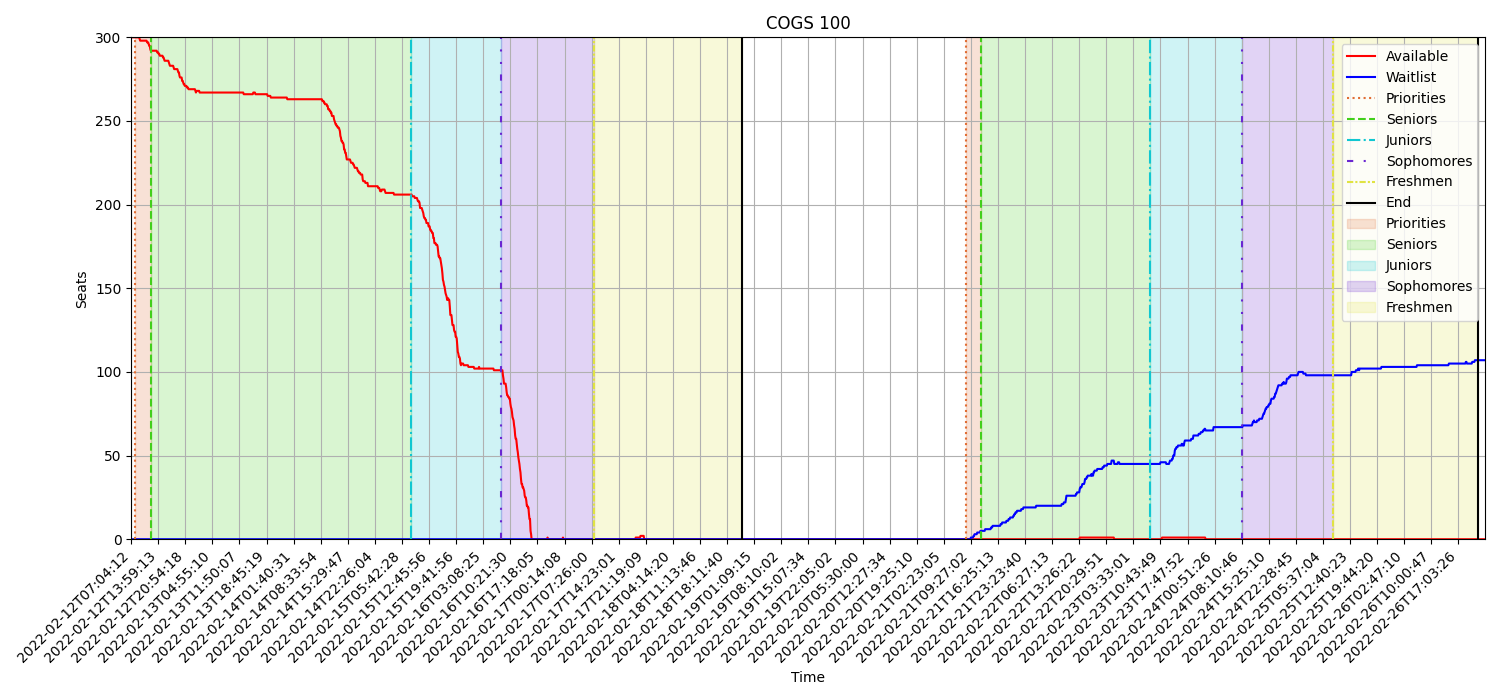 COGS 100
300
250
200
150
100
50
0
Seats
Available
Waitlist
Priorities
Seniors
Juniors
Sophomores
Freshmen
End
Priorities
Seniors
Juniors
Sophomores
Freshmen
2022-02-12T07:04:12
2022-02-12T13:59:13
2022-02-12T20:54:18
2022-02-13T04:55:10
2022-02-13T11:50:07
2022-02-13T18:45:19
2022-02-14T01:40:31
2022-02-14T08:33:54
2022-02-14T15:29:47
2022-02-14T22:26:04
2022-02-15T05:42:28
2022-02-15T12:45:56
2022-02-15T19:41:56
2022-02-16T03:08:25
2022-02-16T10:21:30
2022-02-16T17:18:05
2022-02-17T00:14:08
2022-02-17T07:26:00
2022-02-17T14:23:01
2022-02-17T21:19:09
2022-02-18T04:14:20
2022-02-18T11:13:46
2022-02-18T18:11:40
2022-02-19T01:09:15
2022-02-19T08:10:02
2022-02-19T15:07:34
2022-02-19T22:05:02
2022-02-20T05:30:00
2022-02-20T12:27:34
2022-02-20T19:25:10
2022-02-21T02:23:05
2022-02-21T09:27:02
2022-02-21T16:25:13
2022-02-21T23:23:40
2022-02-22T06:27:13
2022-02-22T13:26:22
2022-02-22T20:29:51
2022-02-23T03:33:01
2022-02-23T10:43:49
2022-02-23T17:47:52
2022-02-24T00:51:26
2022-02-24T08:10:46
2022-02-24T15:25:10
2022-02-24T22:28:45
2022-02-25T05:37:04
2022-02-25T12:40:23
2022-02-25T19:44:20
2022-02-26T02:47:10
2022-02-26T10:00:47
2022-02-26T17:03:26
Time